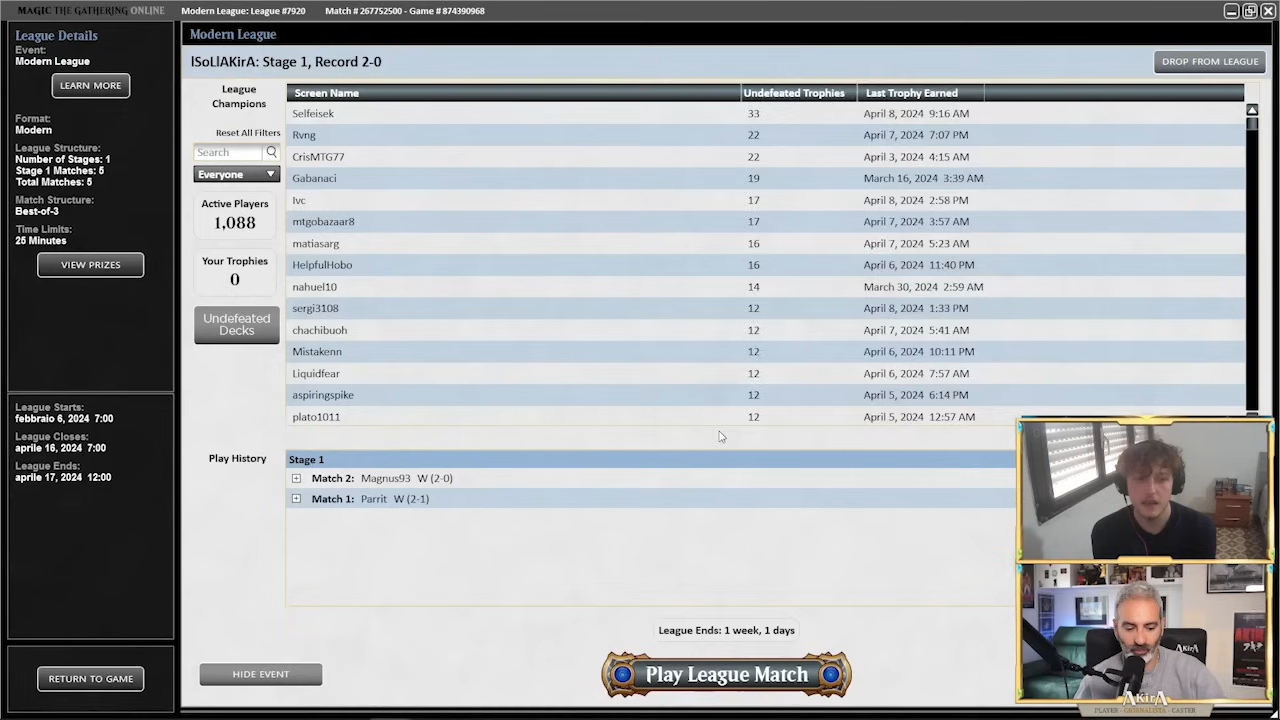 MAGIC THE GATHERING ONLINE
Modern League: League #7920
Match # 267752500 - Game # 874390968
League Details
Event:
Modern League
LEARN MORE
Format:
Modern
League Structure:
Number of Stages: 1
Stage 1 Matches: 5
Total Matches: 5
Match Structure:
Best-of-3
Time Limits:
25 Minutes
VIEW PRIZES
League Starts:
febbraio 6, 2024 7:00
League Closes:
aprile 16, 2024 7:00
League Ends:
aprile 17, 2024 12:00
RETURN TO GAME
Modern League
lSoLlAKirA: Stage 1, Record 2-0
DROP FROM LEAGUE
League
Champions
Reset All Filters
Search
Everyone
Active Players
1,088
Your Trophies
0
Undefeated
Decks
Screen Name Undefeated Trophies Last Trophy Earned
Selfeisek 33 April 8, 2024 9:16 AM
Rvng 22 April 7, 2024 7:07 PM
CrisMTG77 22 April 3, 2024 4:15 AM
Gabanaci 19 March 16, 2024 3:39 AM
lvc 17 April 8, 2024 2:58 PM
mtgobazaar8 17 April 7, 2024 3:57 AM
matiasarg 16 April 7, 2024 5:23 AM
HelpfulHobo 16 April 6, 2024 11:40 PM
nahuel10 14 March 30, 2024 2:59 AM
sergi3108 12 April 8, 2024 1:33 PM
chachibuoh 12 April 7, 2024 5:41 AM
Mistakenn 12 April 6, 2024 10:11 PM
Liquidfear 12 April 6, 2024 7:57 AM
aspiringspike 12 April 5, 2024 6:14 PM
plato1011 12 April 5, 2024 12:57 AM
Play History
Stage 1
Match 2: Magnus93 W (2-0)
Match 1: Parrit W (2-1)
League Ends: 1 week, 1 days
HIDE EVENT
Play League Match
AKirA
AKirA
PLAYER - GIORNALISTA - CASTER